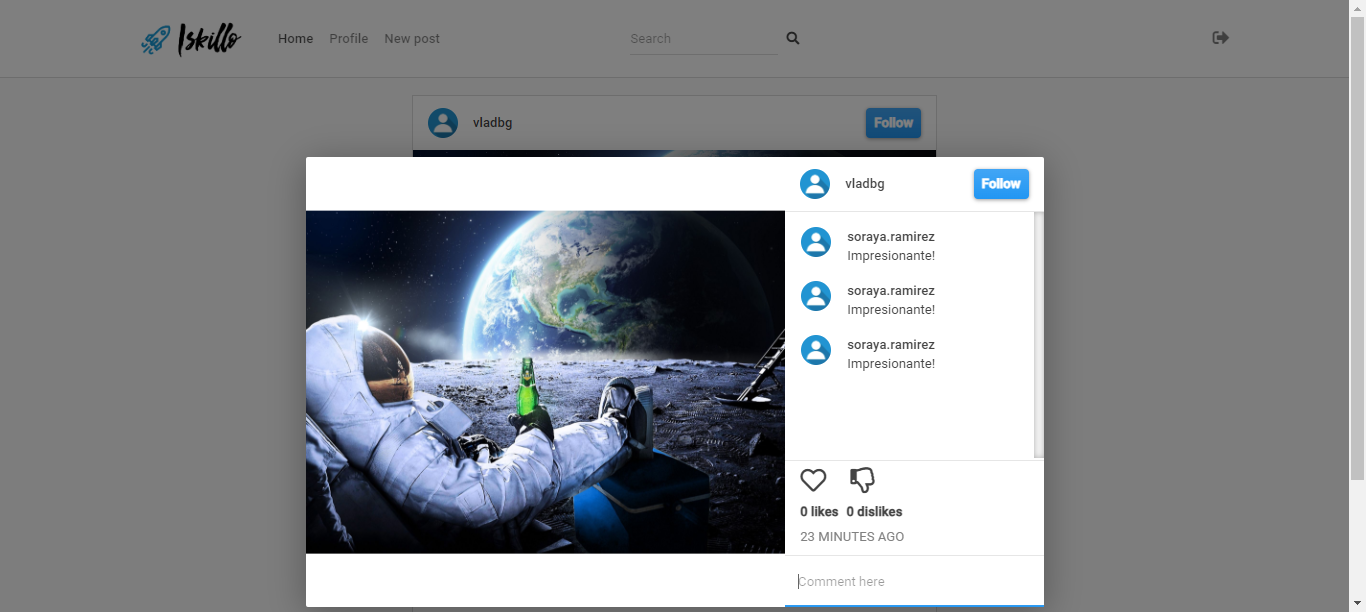 Iskillo
Home Profile New post
Search
vladbg
Follow
vladbg
Follow
soraya.ramirez
Impresionante!
soraya.ramirez
Impresionante!
soraya.ramirez
Impresionante!
0 likes 0 dislikes
23 MINUTES AGO
Comment here